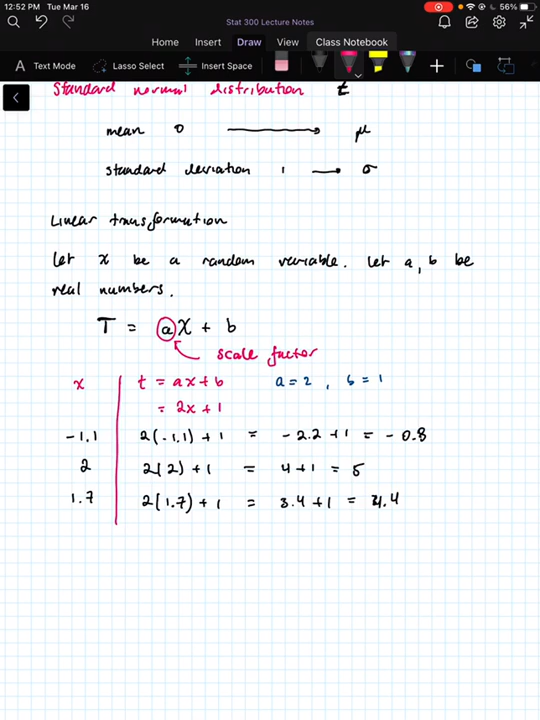 12:52 PM Tue Mar 16
56%
Stat 300 Lecture Notes
Home Insert Draw View Class Notebook
Text Mode Lasso Select Insert Space
Standard normal distribution t
mean 0 → μ
standard deviation 1 → σ
Linear transformation
Let x be a random variable. Let a, b be
real numbers.
T = aX + b
scale factor
x t = ax + b a = 2 , b = 1
= 2x + 1
-1.1 2(-1.1) + 1 = -2.2 + 1 = -0.8
2 2(2) + 1 = 4 + 1 = 5
1.7 2(1.7) + 1 = 3.4 + 1 = 4.4